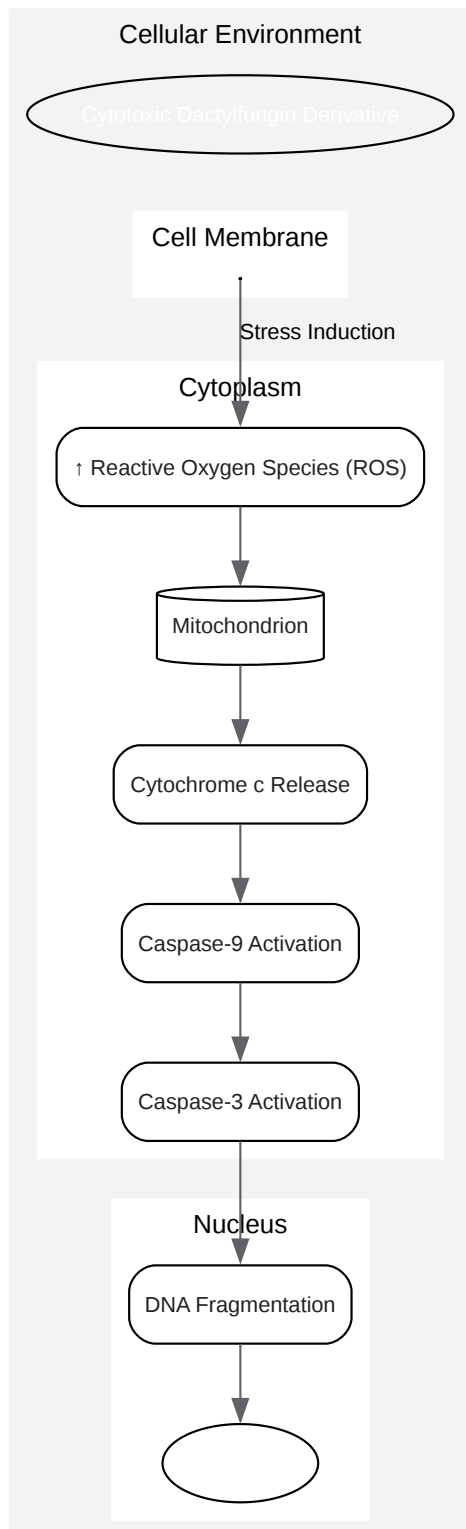 Cellular Environment
Cytotoxic Dactylfungin Derivative
Cell Membrane
Stress Induction
Cytoplasm
↑ Reactive Oxygen Species (ROS)
Mitochondrion
Cytochrome c Release
Caspase-9 Activation
Caspase-3 Activation
Nucleus
DNA Fragmentation